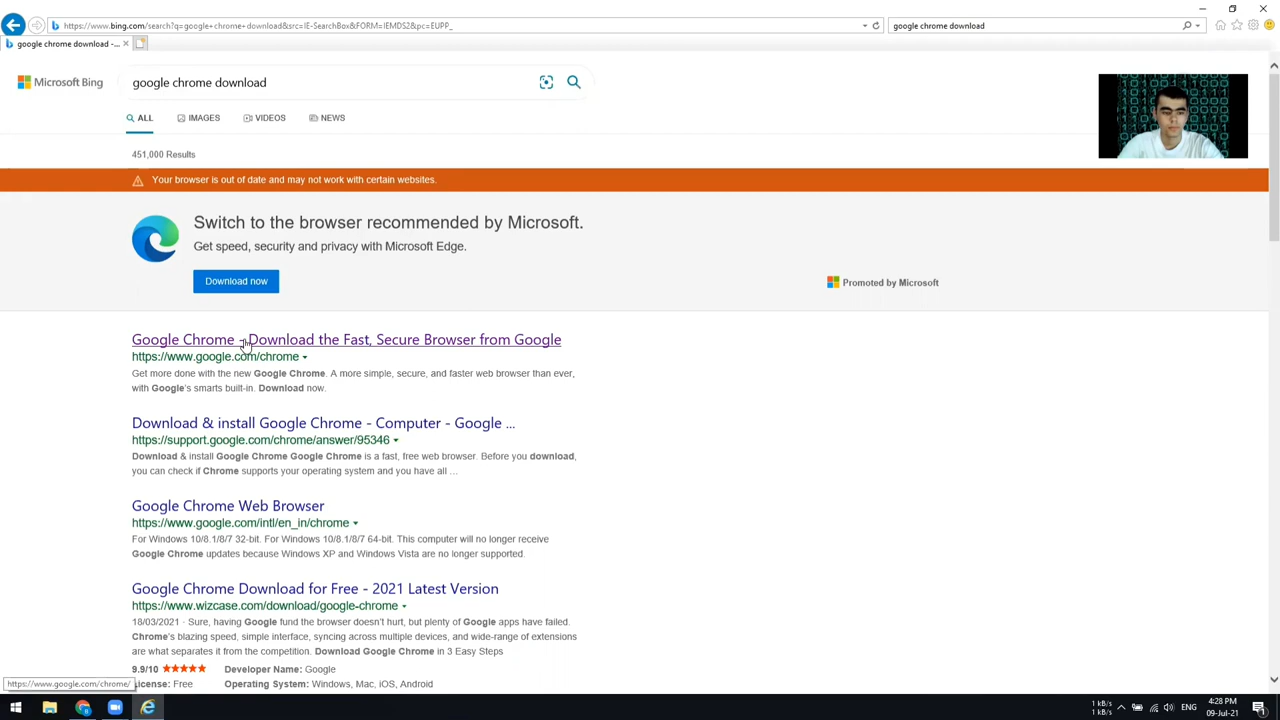 https://www.bing.com/search?q=google+chrome+download&src=IE-SearchBox&FORM=IEMDS2&pc=EUPP_
google chrome download
google chrome download -...
Microsoft Bing
google chrome download
ALL
IMAGES
VIDEOS
NEWS
451,000 Results
Your browser is out of date and may not work with certain websites.
Switch to the browser recommended by Microsoft.
Get speed, security and privacy with Microsoft Edge.
Download now
Promoted by Microsoft
Google Chrome - Download the Fast, Secure Browser from Google
https://www.google.com/chrome
Get more done with the new Google Chrome. A more simple, secure, and faster web browser than ever,
with Google's smarts built-in. Download now.
Download & install Google Chrome - Computer - Google ...
https://support.google.com/chrome/answer/95346
Download & install Google Chrome Google Chrome is a fast, free web browser. Before you download,
you can check if Chrome supports your operating system and you have all ...
Google Chrome Web Browser
https://www.google.com/intl/en_in/chrome
For Windows 10/8.1/8/7 32-bit. For Windows 10/8.1/8/7 64-bit. This computer will no longer receive
Google Chrome updates because Windows XP and Windows Vista are no longer supported.
Google Chrome Download for Free - 2021 Latest Version
https://www.wizcase.com/download/google-chrome
18/03/2021 · Sure, having Google fund the browser doesn't hurt, but plenty of Google apps have failed.
Chrome's blazing speed, simple interface, syncing across multiple devices, and wide-range of extensions
are what separates it from the competition. Download Google Chrome in 3 Easy Steps
9.9/10
Developer Name: Google
License: Free
Operating System: Windows, Mac, iOS, Android
https://www.google.com/chrome/
1 kB/s
1 kB/s
ENG
4:28 PM
09-Jul-21